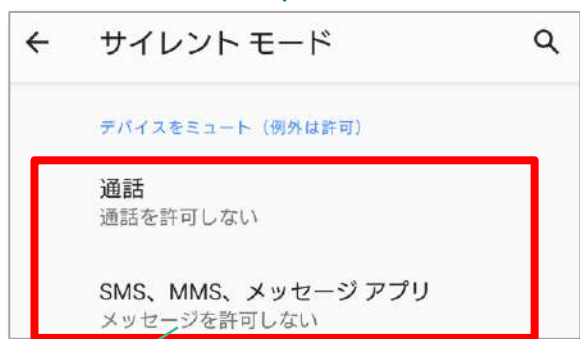 サイレント モード
デバイスをミュート（例外は許可）
通話
通話を許可しない
SMS、MMS、メッセージ アプリ
メッセージを許可しない